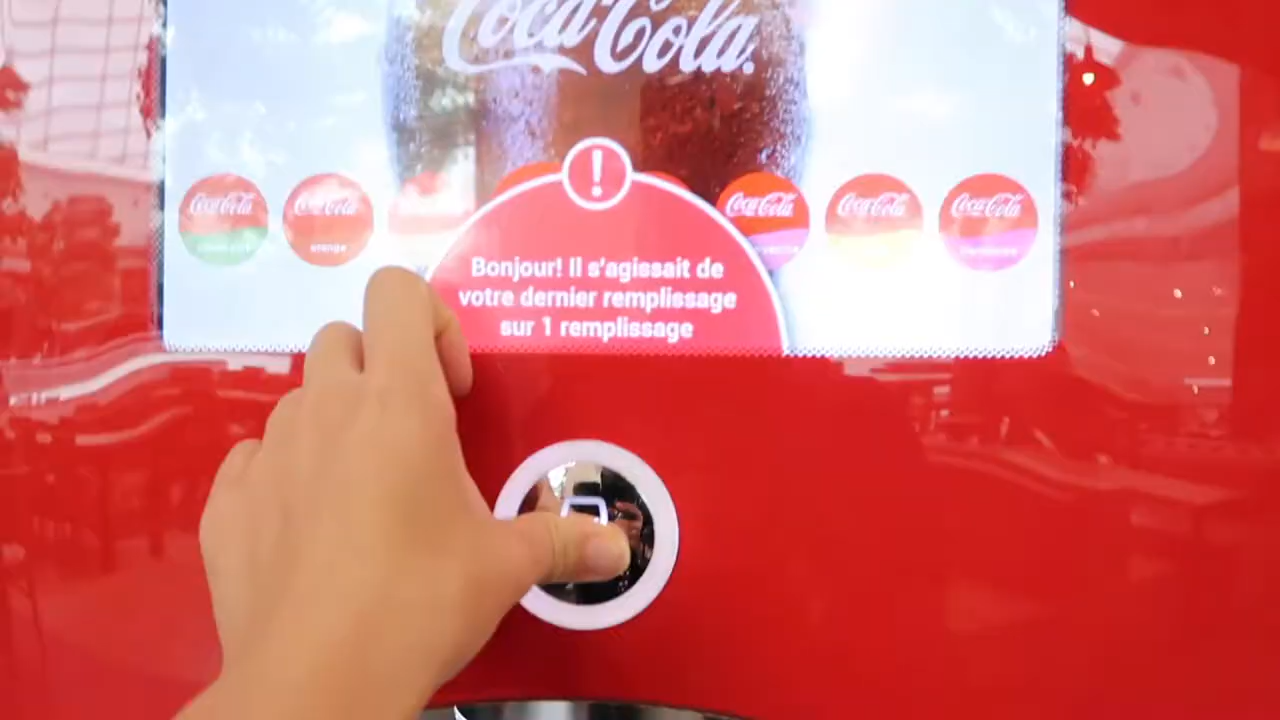 Coca-Cola
Coca-Cola
Coca-Cola
orange
Coca-Cola
Coca-Cola
Coca-Cola
!
Bonjour! Il s'agissait de
votre dernier remplissage
sur 1 remplissage